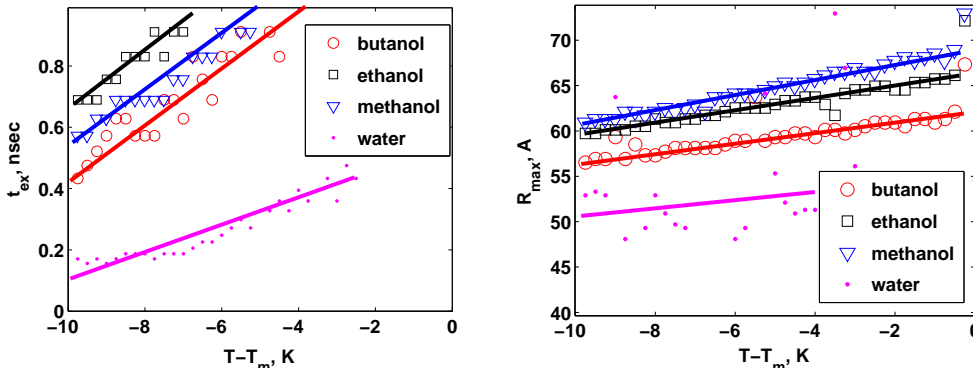 t_ex, nsec
0.8
0.6
0.4
0.2
0
−10
−8
−6
−4
−2
0
T−T_m, K
butanol
ethanol
methanol
water
R_max, A
70
65
60
55
50
45
40
−10
−8
−6
−4
−2
0
T−T_m, K
butanol
ethanol
methanol
water